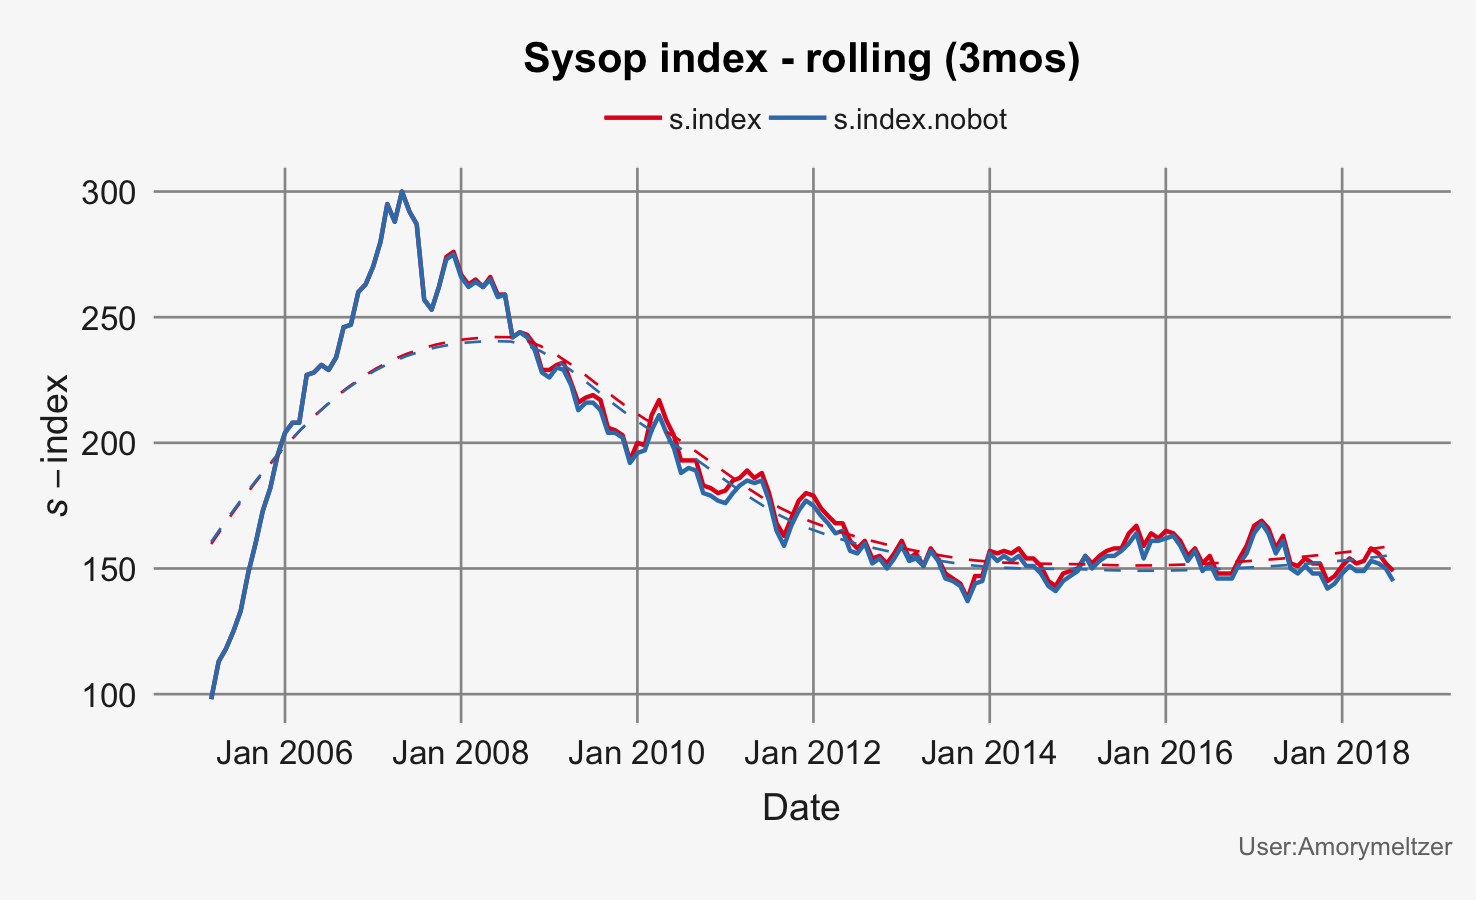 Sysop index - rolling (3mos)
s.index s.index.nobot
300
250
200
150
100
s – index
Jan 2006 Jan 2008 Jan 2010 Jan 2012 Jan 2014 Jan 2016 Jan 2018
Date
User:Amorymeltzer